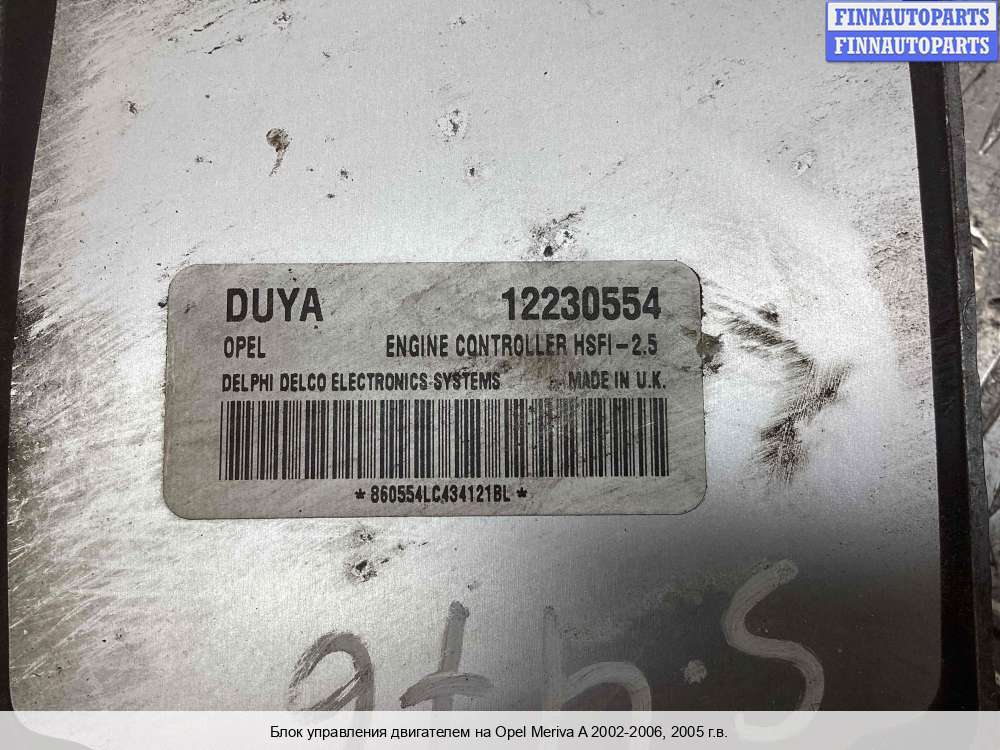 FINNAUTOPARTS
FINNAUTOPARTS
DUYA 12230554
OPEL ENGINE CONTROLLER HSFI-2.5
DELPHI DELCO ELECTRONICS SYSTEMS MADE IN U.K.
*860554LC434121BL*
Блок управления двигателем на Opel Meriva A 2002-2006, 2005 г.в.